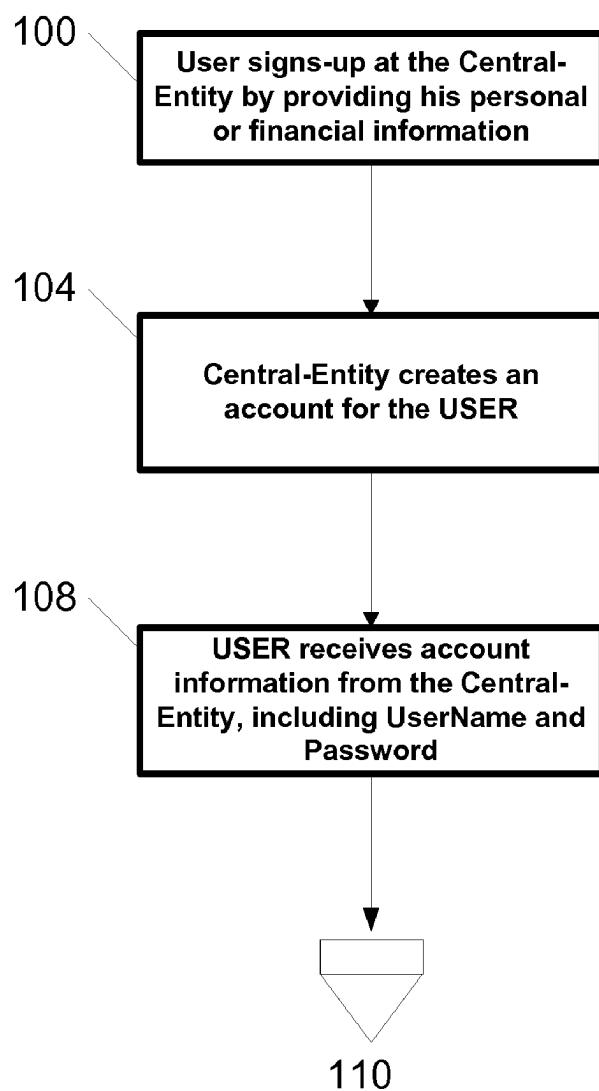 100
User signs-up at the Central-
Entity by providing his personal
or financial information
104
Central-Entity creates an
account for the USER
108
USER receives account
information from the Central-
Entity, including UserName and
Password
110